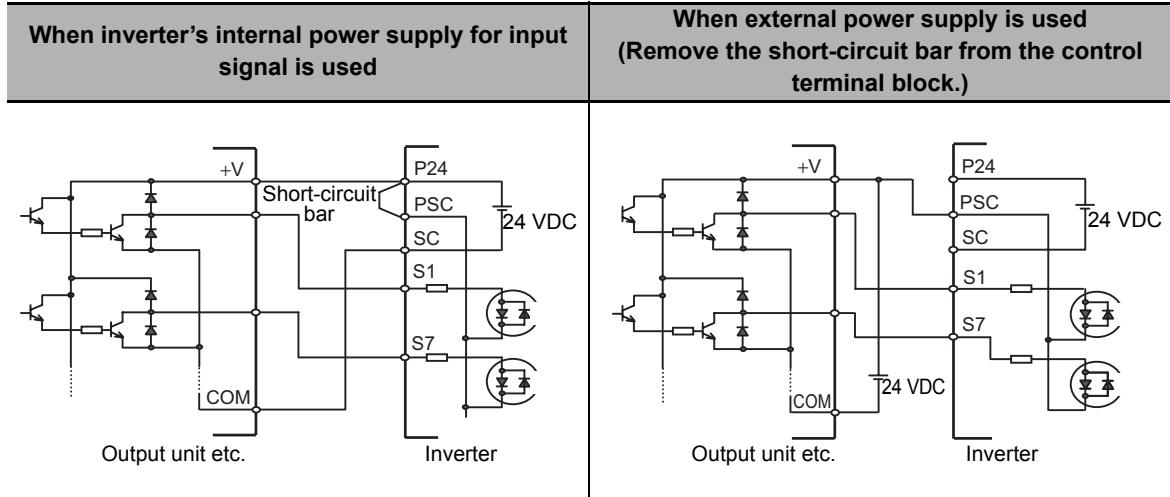 When inverter's internal power supply for input
signal is used
When external power supply is used
(Remove the short-circuit bar from the control
terminal block.)
+V
P24
Short-circuit
bar
PSC
24 VDC
SC
S1
S7
COM
Output unit etc.
Inverter
+V
P24
PSC
24 VDC
SC
S1
S7
24 VDC
COM
Output unit etc.
Inverter